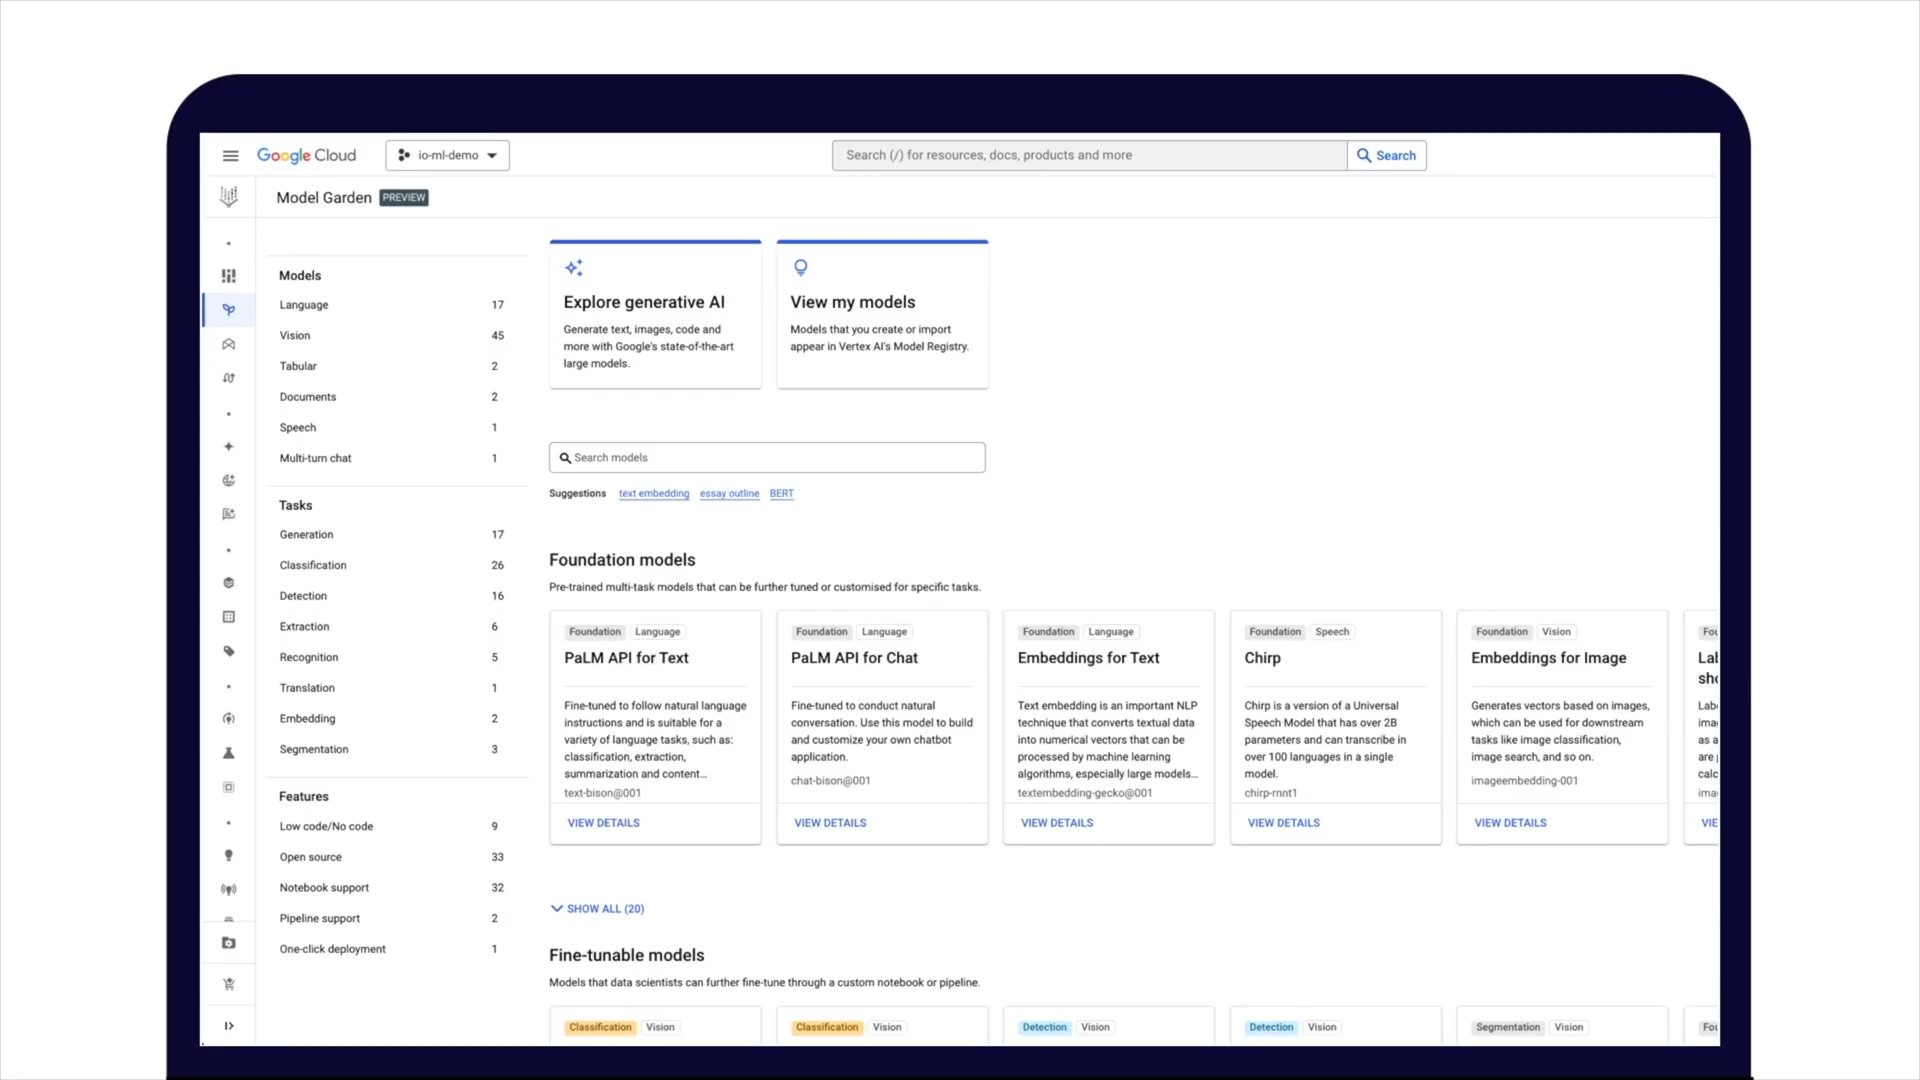 Google Cloud
io-ml-demo
Search (/) for resources, docs, products and more
Search
Model Garden
PREVIEW
Models
Language 17
Vision 45
Tabular 2
Documents 2
Speech 1
Multi-turn chat 1
Tasks
Generation 17
Classification 26
Detection 16
Extraction 6
Recognition 5
Translation 1
Embedding 2
Segmentation 3
Features
Low code/No code 9
Open source 33
Notebook support 32
Pipeline support 2
One-click deployment 1
Explore generative AI
Generate text, images, code and
more with Google's state-of-the-art
large models.
View my models
Models that you create or import
appear in Vertex AI's Model Registry.
Search models
Suggestions text embedding essay outline BERT
Foundation models
Pre-trained multi-task models that can be further tuned or customised for specific tasks.
Foundation Language
PaLM API for Text
Fine-tuned to follow natural language
instructions and is suitable for a
variety of language tasks, such as:
classification, extraction,
summarization and content...
text-bison@001
VIEW DETAILS
Foundation Language
PaLM API for Chat
Fine-tuned to conduct natural
conversation. Use this model to build
and customize your own chatbot
application.
chat-bison@001
VIEW DETAILS
Foundation Language
Embeddings for Text
Text embedding is an important NLP
technique that converts textual data
into numerical vectors that can be
processed by machine learning
algorithms, especially large models...
textembedding-gecko@001
VIEW DETAILS
Foundation Speech
Chirp
Chirp is a version of a Universal
Speech Model that has over 2B
parameters and can transcribe in
over 100 languages in a single
model.
chirp-rnnt1
VIEW DETAILS
Foundation Vision
Embeddings for Image
Generates vectors based on images,
which can be used for downstream
tasks like image classification,
image search, and so on.
imageembedding-001
VIEW DETAILS
SHOW ALL (20)
Fine-tunable models
Models that data scientists can further fine-tune through a custom notebook or pipeline.
Classification Vision
Classification Vision
Detection Vision
Detection Vision
Segmentation Vision